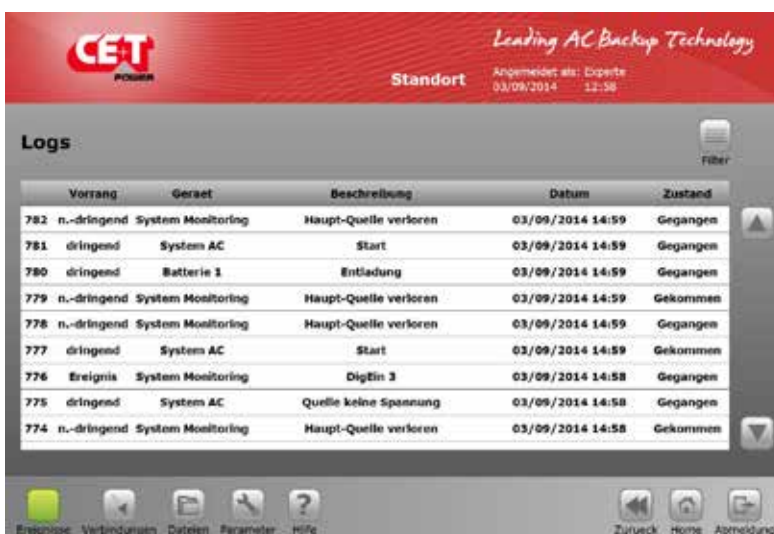 CE+T
POWER
Leading AC Backup Technology
Standort
Angemeldet als: Experte
03/09/2014 12:58
Logs
Filter
Vorrang Geraet Beschreibung Datum Zustand
782 n.-dringend System Monitoring Haupt-Quelle verloren 03/09/2014 14:59 Gegangen
781 dringend System AC Start 03/09/2014 14:59 Gegangen
780 dringend Batterie 1 Entladung 03/09/2014 14:59 Gegangen
779 n.-dringend System Monitoring Haupt-Quelle verloren 03/09/2014 14:59 Gekommen
778 n.-dringend System Monitoring Haupt-Quelle verloren 03/09/2014 14:59 Gegangen
777 dringend System AC Start 03/09/2014 14:59 Gekommen
776 Ereignis System Monitoring DigEin 3 03/09/2014 14:58 Gegangen
775 dringend System AC Quelle keine Spannung 03/09/2014 14:58 Gegangen
774 n.-dringend System Monitoring Haupt-Quelle verloren 03/09/2014 14:58 Gekommen
Ereignisse Verbindungen Dateien Parameter Hilfe Zurueck Home Abmeldung